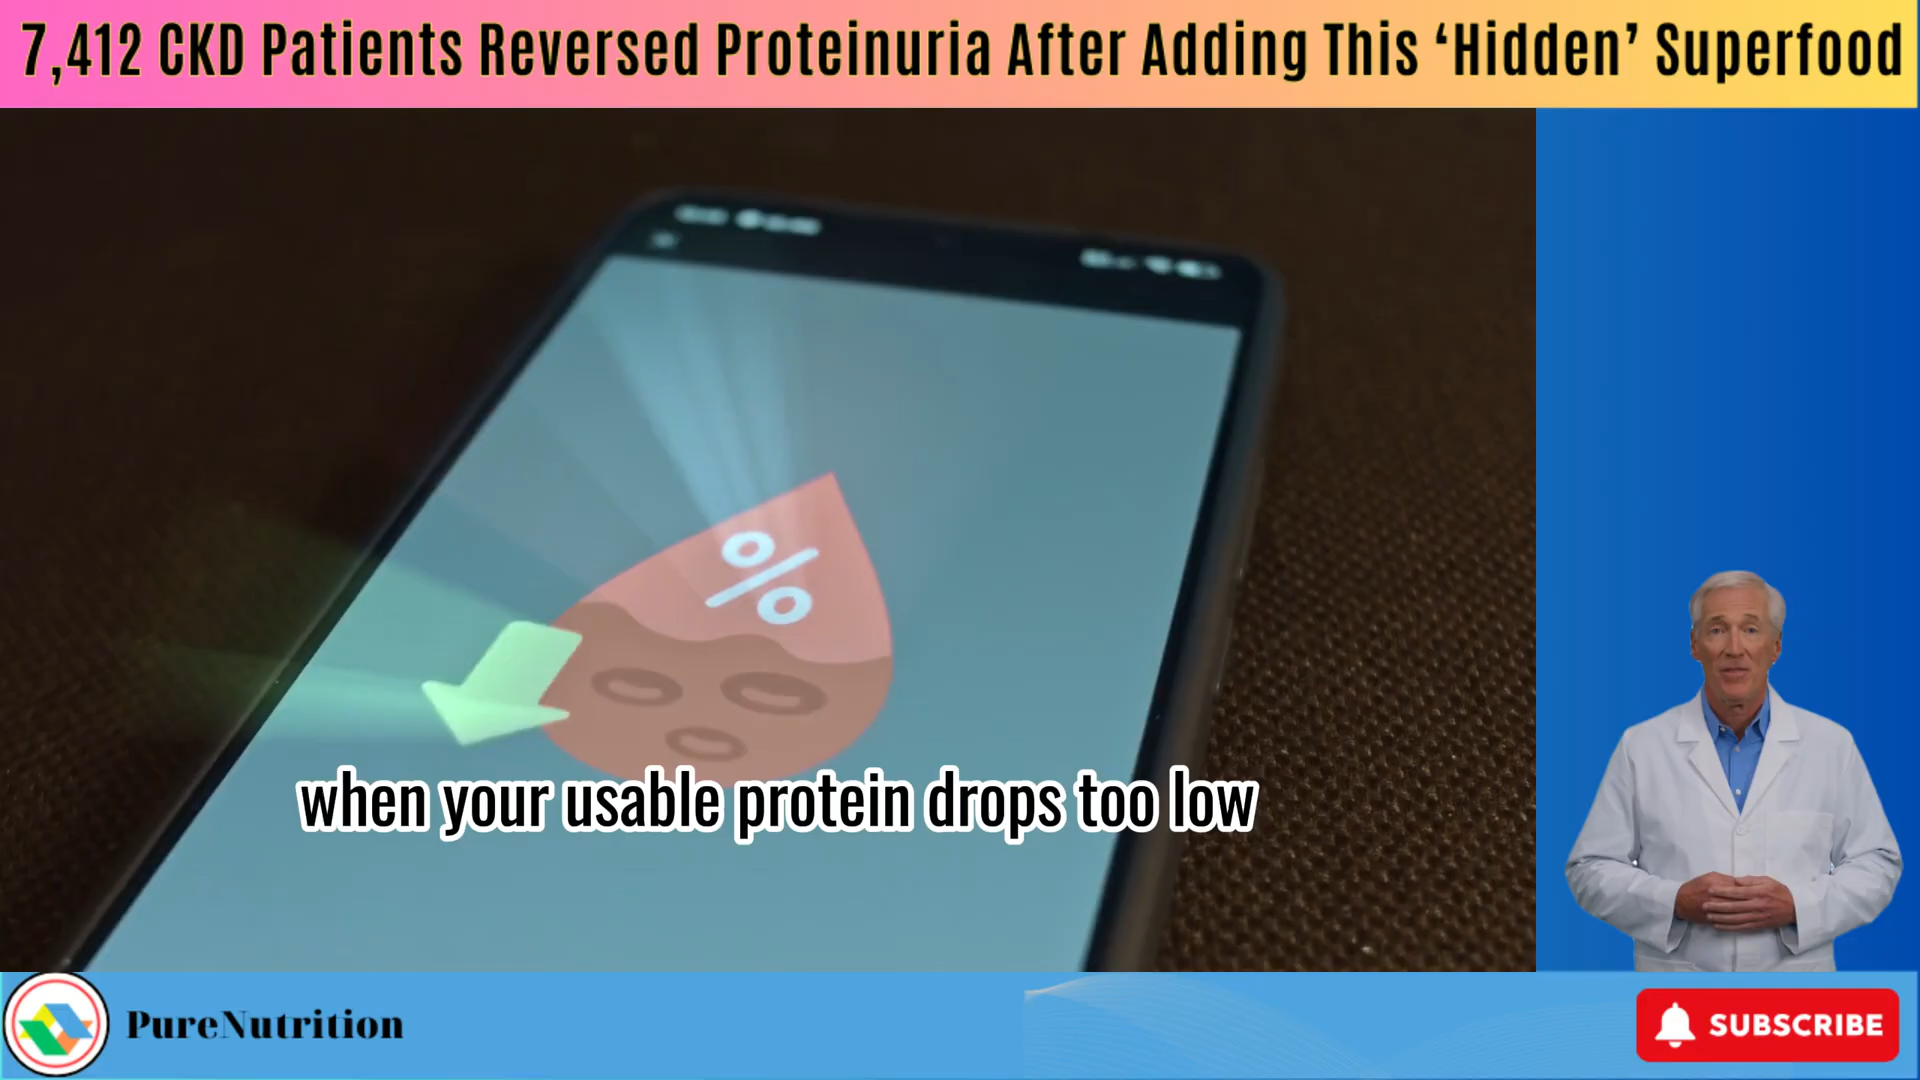 7,412 CKD Patients Reversed Proteinuria After Adding This ‘Hidden’ Superfood
%
when your usable protein drops too low
PureNutrition
SUBSCRIBE